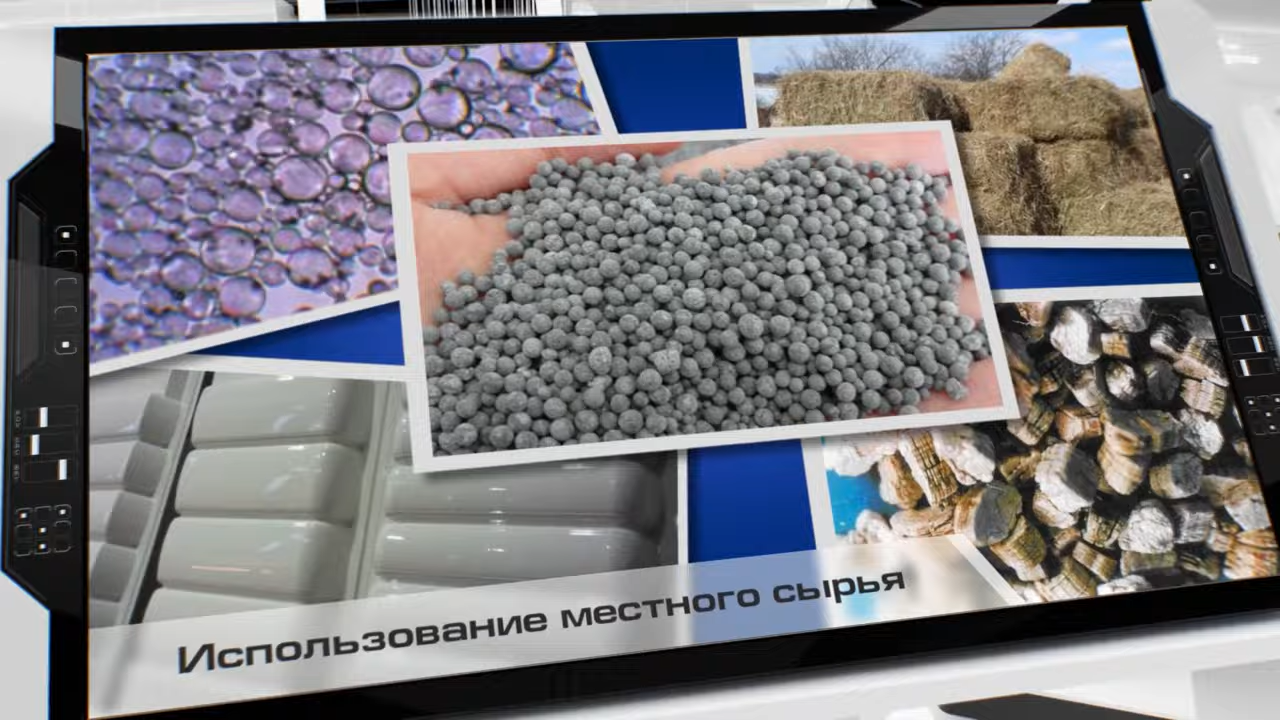 Использование местного сырья